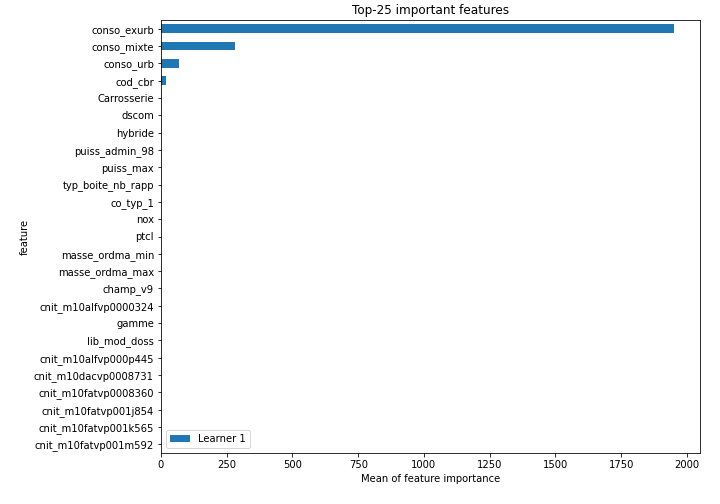 Top-25 important features
conso_exurb
conso_mixte
conso_urb
cod_cbr
Carrosserie
dscom
hybride
puiss_admin_98
puiss_max
typ_boite_nb_rapp
co_typ_1
nox
ptcl
masse_ordma_min
masse_ordma_max
champ_v9
cnit_m10alfvp0000324
gamme
lib_mod_doss
cnit_m10alfvp000p445
cnit_m10dacvp0008731
cnit_m10fatvp0008360
cnit_m10fatvp001j854
cnit_m10fatvp001k565
cnit_m10fatvp001m592
feature
Learner 1
0 250 500 750 1000 1250 1500 1750 2000
Mean of feature importance